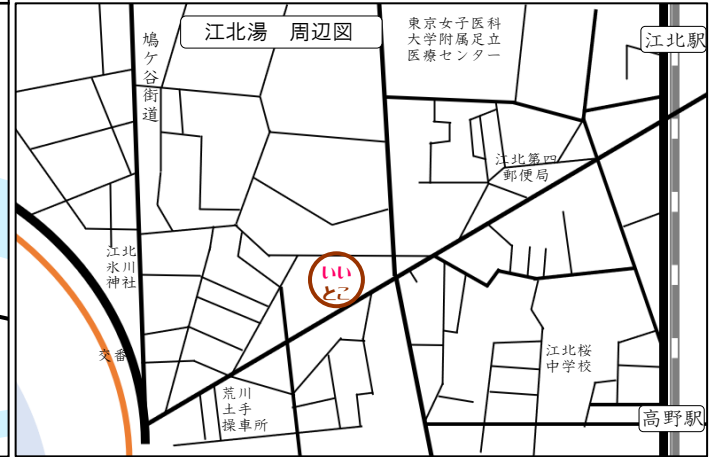 江北湯　周辺図
東京女子医科
大学附属足立
医療センター
江北駅
鳩ケ谷街道
江北第四
郵便局
江北
氷川
神社
いい
とこ
交番
江北桜
中学校
荒川
土手
操車所
高野駅